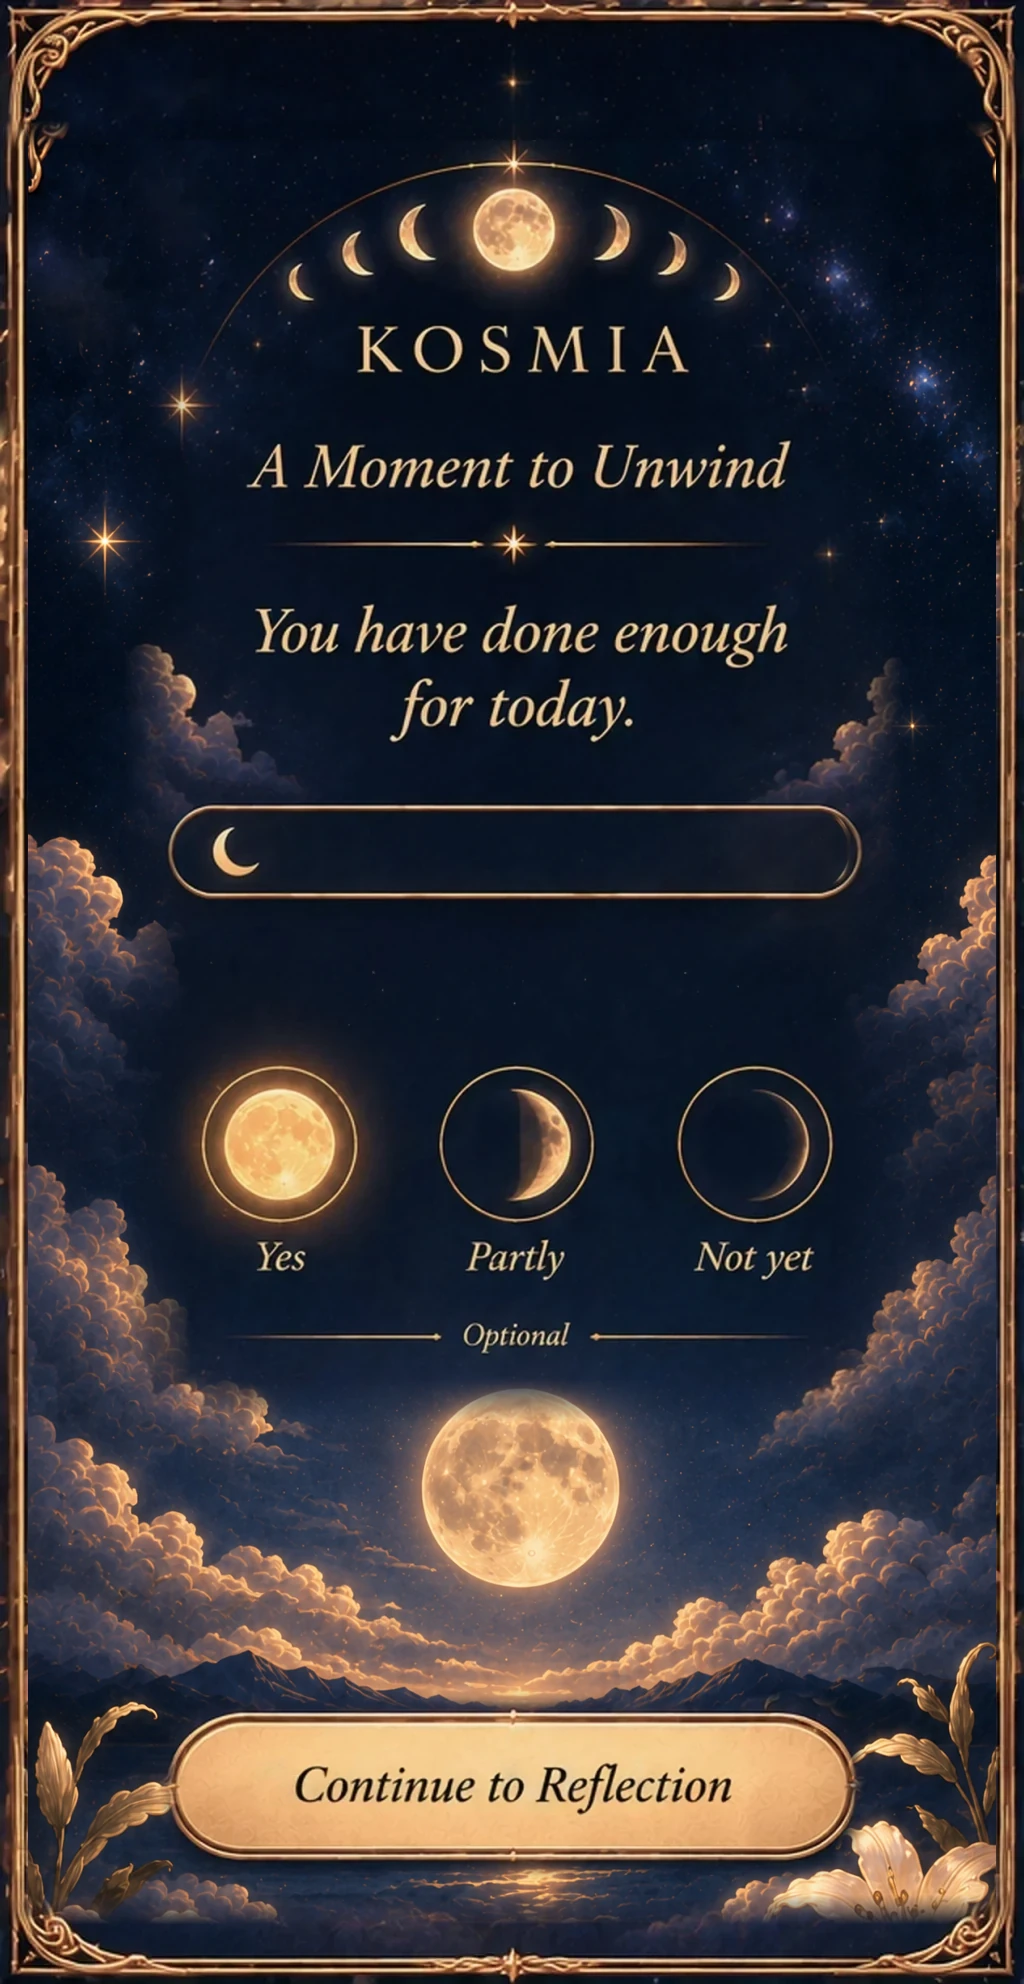 KOSMIA
A Moment to Unwind
You have done enough
for today.
Yes
Partly
Not yet
Optional
Continue to Reflection